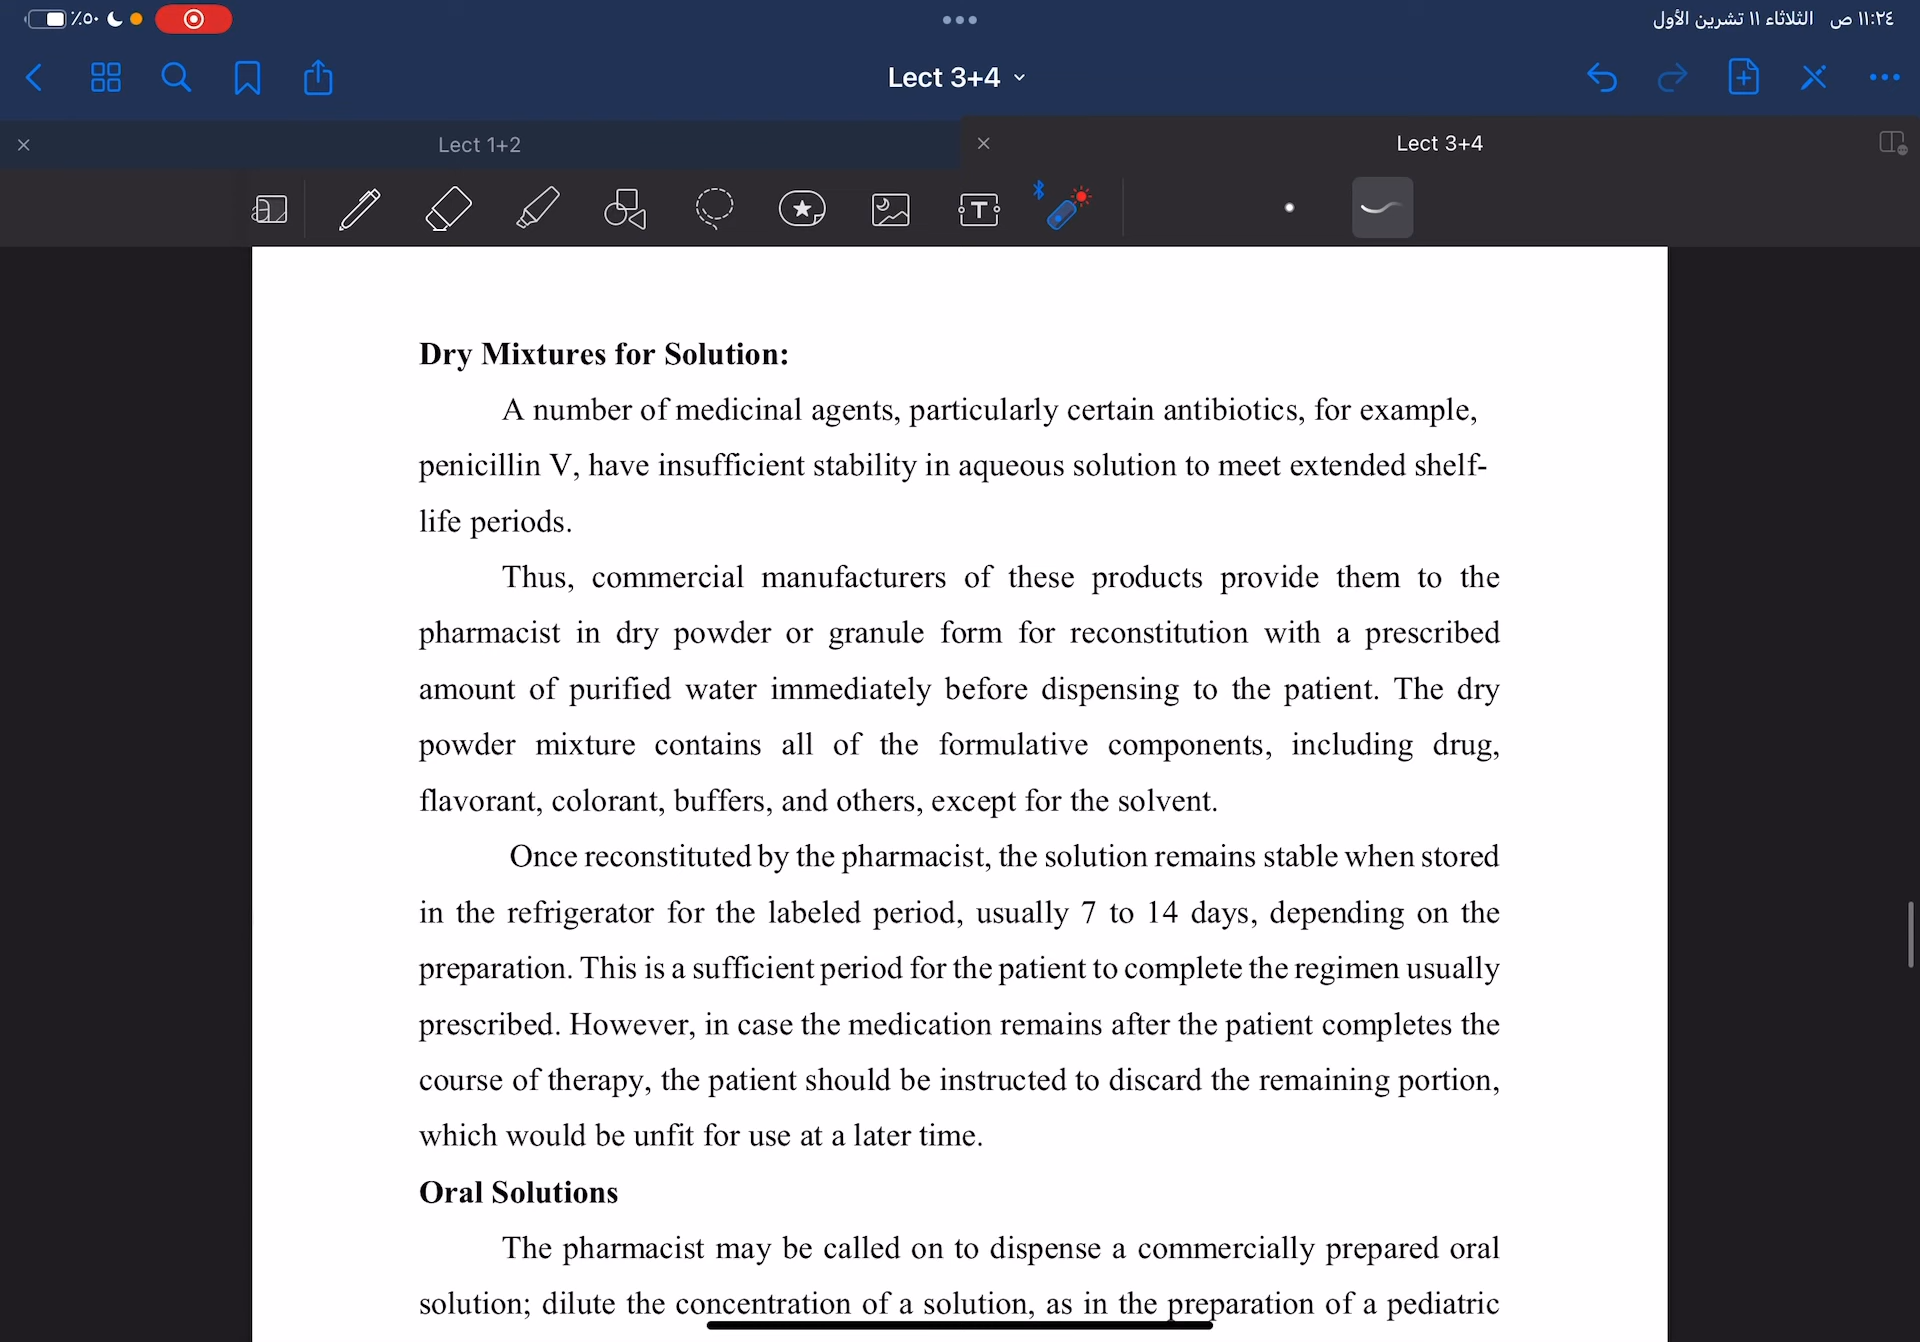 ٪٥٠
١١:٢٤ ص الثلاثاء ١١ تشرين الأول
Lect 3+4
Lect 1+2
Lect 3+4
Dry Mixtures for Solution:
A number of medicinal agents, particularly certain antibiotics, for example,
penicillin V, have insufficient stability in aqueous solution to meet extended shelf-
life periods.
Thus, commercial manufacturers of these products provide them to the
pharmacist in dry powder or granule form for reconstitution with a prescribed
amount of purified water immediately before dispensing to the patient. The dry
powder mixture contains all of the formulative components, including drug,
flavorant, colorant, buffers, and others, except for the solvent.
Once reconstituted by the pharmacist, the solution remains stable when stored
in the refrigerator for the labeled period, usually 7 to 14 days, depending on the
preparation. This is a sufficient period for the patient to complete the regimen usually
prescribed. However, in case the medication remains after the patient completes the
course of therapy, the patient should be instructed to discard the remaining portion,
which would be unfit for use at a later time.
Oral Solutions
The pharmacist may be called on to dispense a commercially prepared oral
solution; dilute the concentration of a solution, as in the preparation of a pediatric